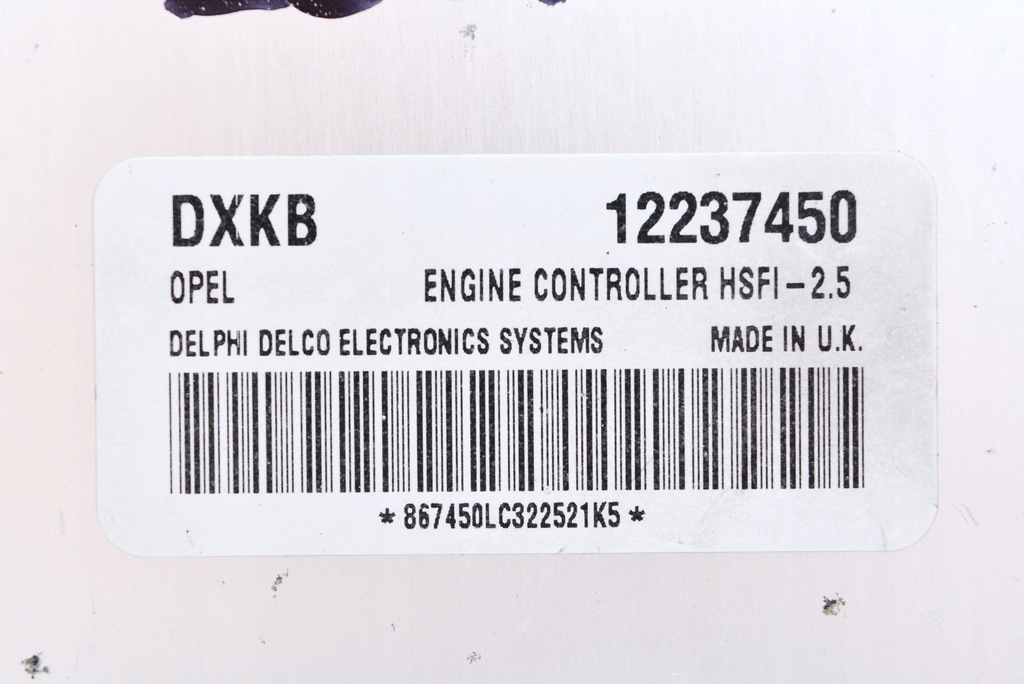 DXKB 12237450
OPEL ENGINE CONTROLLER HSFI-2.5
DELPHI DELCO ELECTRONICS SYSTEMS MADE IN U.K.
*867450LC322521K5*